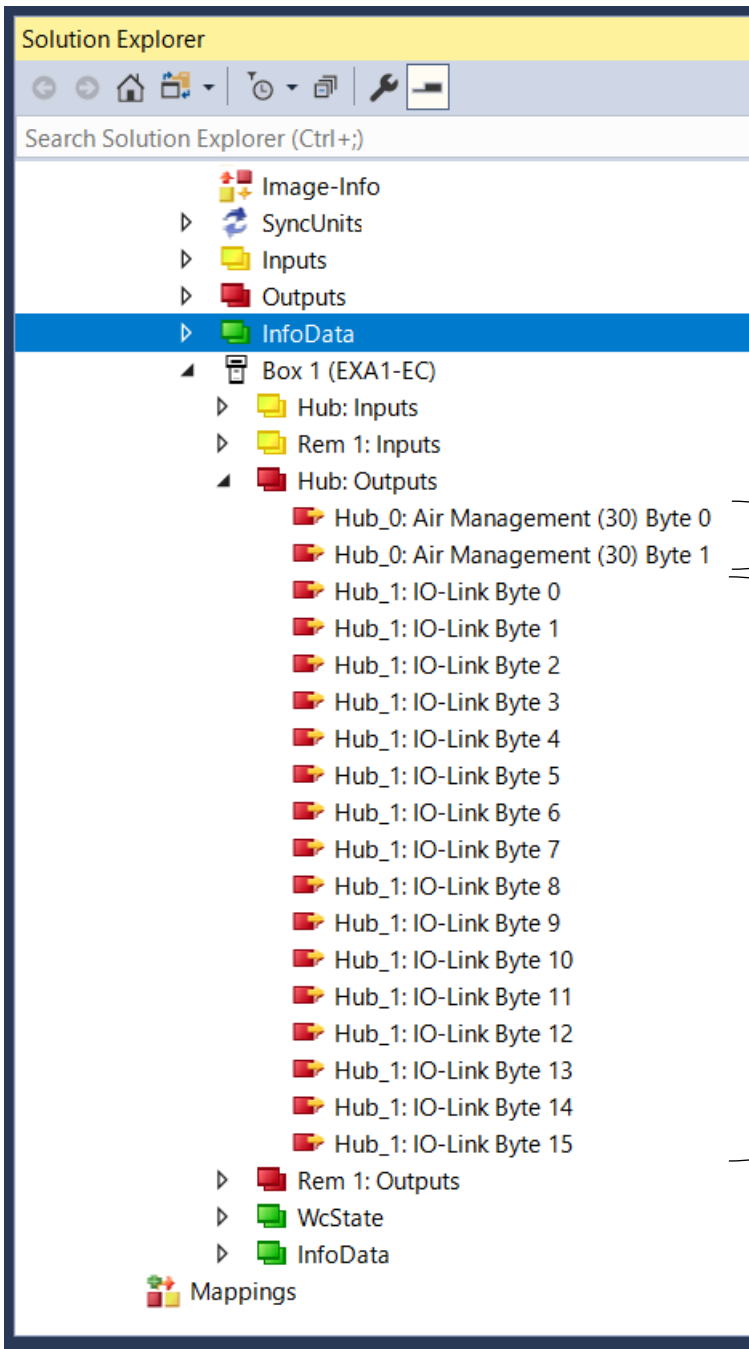 Solution Explorer
Search Solution Explorer (Ctrl+;)
Image-Info
SyncUnits
Inputs
Outputs
InfoData
Box 1 (EXA1-EC)
Hub: Inputs
Rem 1: Inputs
Hub: Outputs
Hub_0: Air Management (30) Byte 0
Hub_0: Air Management (30) Byte 1
Hub_1: IO-Link Byte 0
Hub_1: IO-Link Byte 1
Hub_1: IO-Link Byte 2
Hub_1: IO-Link Byte 3
Hub_1: IO-Link Byte 4
Hub_1: IO-Link Byte 5
Hub_1: IO-Link Byte 6
Hub_1: IO-Link Byte 7
Hub_1: IO-Link Byte 8
Hub_1: IO-Link Byte 9
Hub_1: IO-Link Byte 10
Hub_1: IO-Link Byte 11
Hub_1: IO-Link Byte 12
Hub_1: IO-Link Byte 13
Hub_1: IO-Link Byte 14
Hub_1: IO-Link Byte 15
Rem 1: Outputs
WcState
InfoData
Mappings